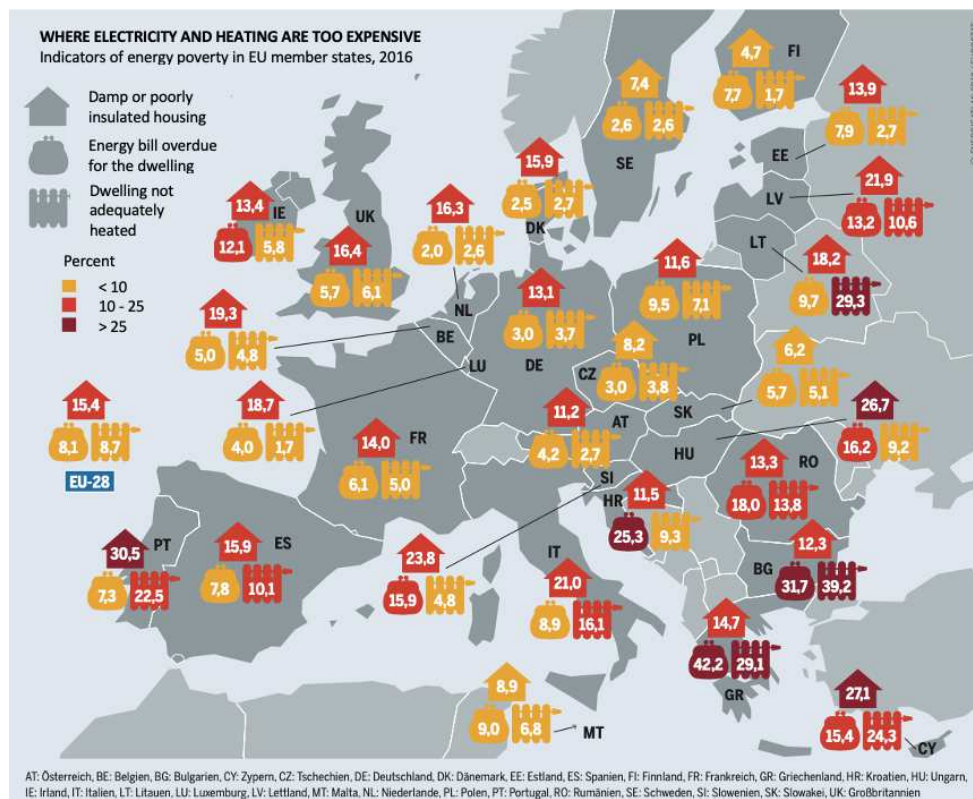 WHERE ELECTRICITY AND HEATING ARE TOO EXPENSIVE
Indicators of energy poverty in EU member states, 2016
Damp or poorly
insulated housing
Energy bill overdue
for the dwelling
Dwelling not
adequately
heated
Percent
< 10
10 - 25
> 25
4,7
FI
7,7 1,7
7,4
2,6 2,6
SE
13,9
7,9 2,7
EE
21,9
LV
13,2 10,6
15,9
2,5 2,7
DK
LT
18,2
9,7 29,3
13,4
IE
12,1 5,8
UK
16,4
5,7 6,1
16,3
2,0 2,6
NL
11,6
9,5 7,1
PL
13,1
3,0 3,7
DE
19,3
5,0 4,8
BE
8,2
CZ
3,0 3,8
6,2
5,7 5,1
SK
LU
18,7
4,0 1,7
15,4
8,1 8,7
EU-28
14,0
FR
6,1 5,0
11,2
AT
4,2 2,7
26,7
HU
16,2 9,2
13,3
RO
18,0 13,8
SI
HR
11,5
25,3 9,3
30,5
PT
7,3 22,5
15,9
ES
7,8 10,1
23,8
15,9 4,8
IT
21,0
8,9 16,1
12,3
BG
31,7 39,2
14,7
42,2 29,1
GR
8,9
9,0 6,8
MT
27,1
15,4 24,3
CY
AT: Österreich, BE: Belgien, BG: Bulgarien, CY: Zypern, CZ: Tschechien, DE: Deutschland, DK: Dänemark, EE: Estland, ES: Spanien, FI: Finnland, FR: Frankreich, GR: Griechenland, HR: Kroatien, HU: Ungarn,
IE: Irland, IT: Italien, LT: Litauen, LU: Luxemburg, LV: Lettland, MT: Malta, NL: Niederlande, PL: Polen, PT: Portugal, RO: Rumänien, SE: Schweden, SI: Slowenien, SK: Slowakei, UK: Großbritannien